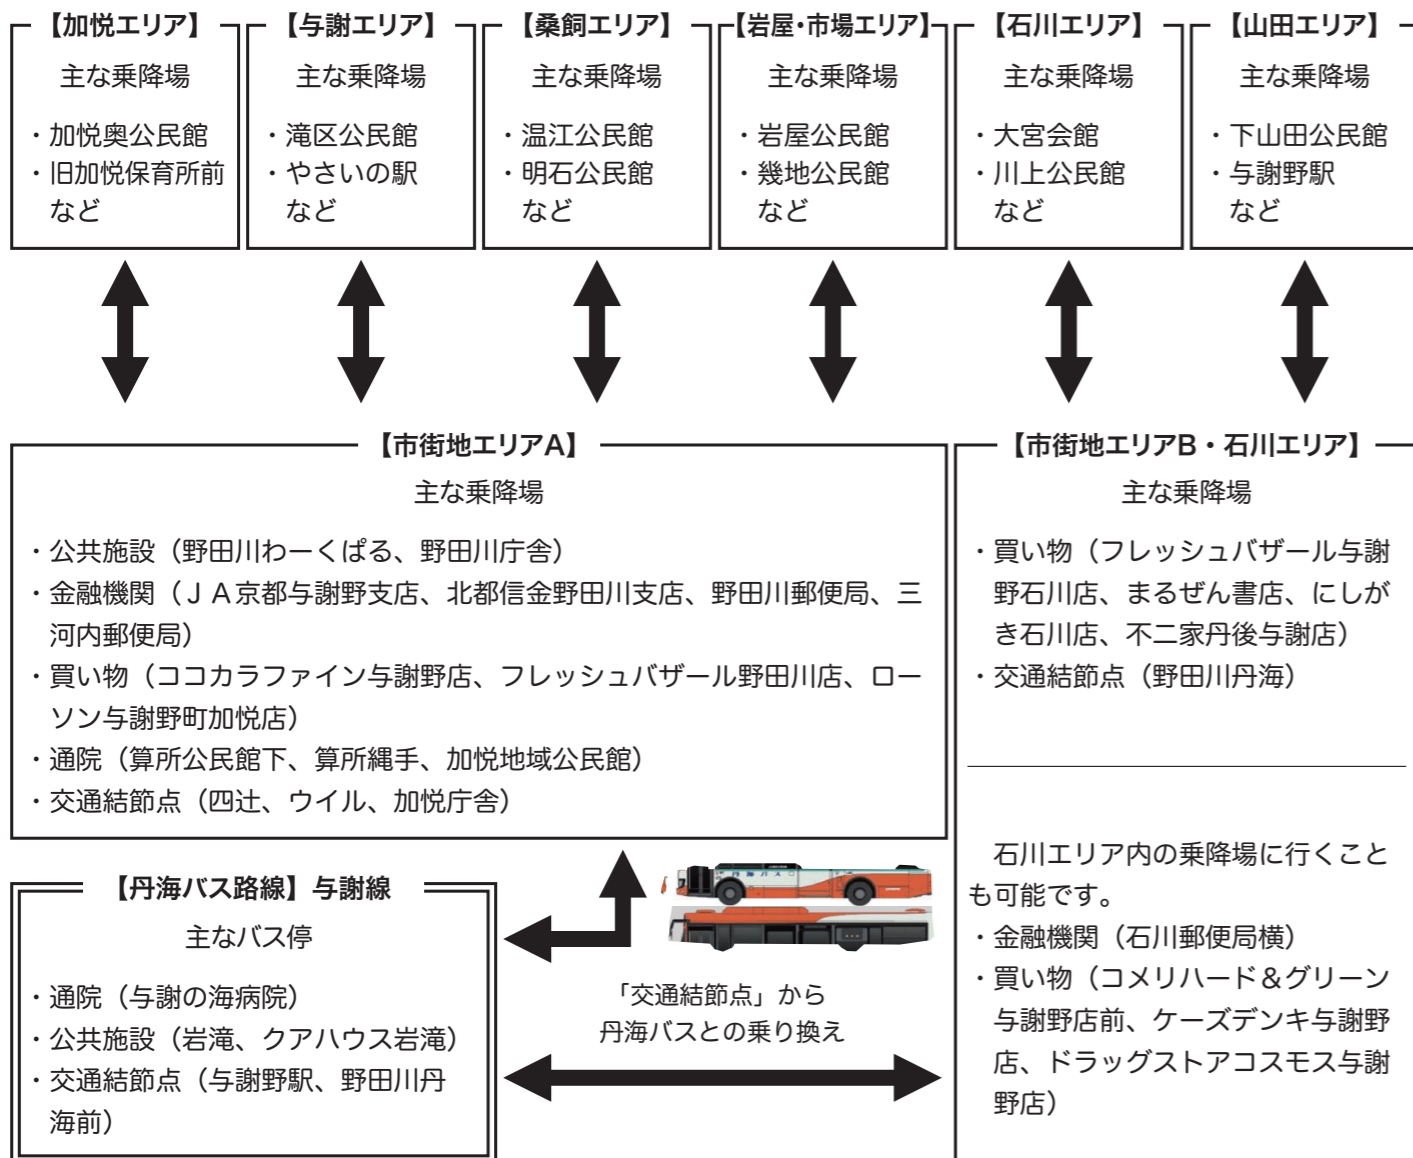 【加悦エリア】
主な乗降場
・加悦奥公民館
・旧加悦保育所前
など
【与謝エリア】
主な乗降場
・滝区公民館
・やさいの駅
など
【桑飼エリア】
主な乗降場
・温江公民館
・明石公民館
など
【岩屋・市場エリア】
主な乗降場
・岩屋公民館
・幾地公民館
など
【石川エリア】
主な乗降場
・大宮会館
・川上公民館
など
【山田エリア】
主な乗降場
・下山田公民館
・与謝野駅
など
【市街地エリアA】
主な乗降場
・公共施設（野田川わーくぱる、野田川庁舎）
・金融機関（ＪＡ京都与謝野支店、北都信金野田川支店、野田川郵便局、三
河内郵便局）
・買い物（ココカラファイン与謝野店、フレッシュバザール野田川店、ロー
ソン与謝野町加悦店）
・通院（算所公民館下、算所縄手、加悦地域公民館）
・交通結節点（四辻、ウイル、加悦庁舎）
【市街地エリアB・石川エリア】
主な乗降場
・買い物（フレッシュバザール与謝
野石川店、まるぜん書店、にしが
き石川店、不二家丹後与謝店）
・交通結節点（野田川丹海）
石川エリア内の乗降場に行くこと
も可能です。
・金融機関（石川郵便局横）
・買い物（コメリハード＆グリーン
与謝野店前、ケーズデンキ与謝野
店、ドラッグストアコスモス与謝
野店）
【丹海バス路線】与謝線
主なバス停
・通院（与謝の海病院）
・公共施設（岩滝、クアハウス岩滝）
・交通結節点（与謝野駅、野田川丹
海前）
丹海バス
「交通結節点」から
丹海バスとの乗り換え